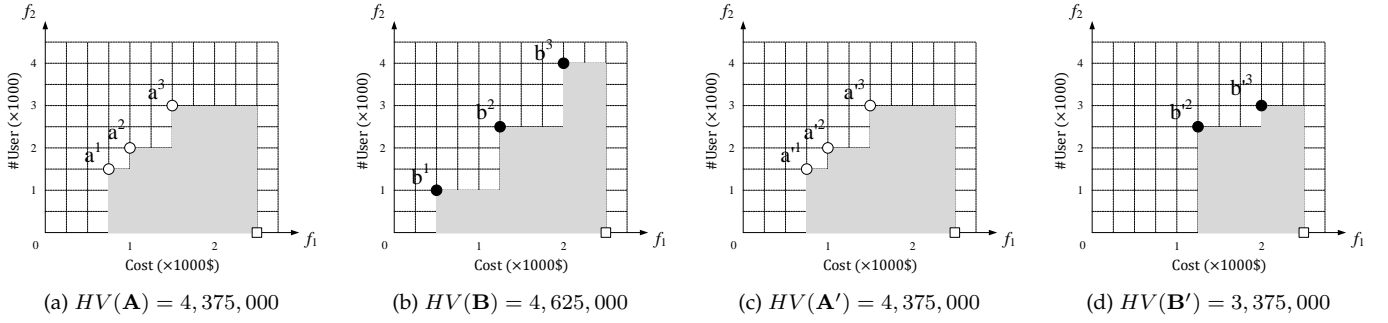 f₂
#User (×1000)
4
3
2
1
0
1
2
a¹
a²
a³
f₁
Cost (×1000$)
(a) HV(A) = 4,375,000
f₂
#User (×1000)
4
3
2
1
0
1
2
b¹
b²
b³
f₁
Cost (×1000$)
(b) HV(B) = 4,625,000
f₂
#User (×1000)
4
3
2
1
0
1
2
a'¹
a'²
a'³
f₁
Cost (×1000$)
(c) HV(A′) = 4,375,000
f₂
#User (×1000)
4
3
2
1
0
1
2
b'²
b'³
f₁
Cost (×1000$)
(d) HV(B′) = 3,375,000